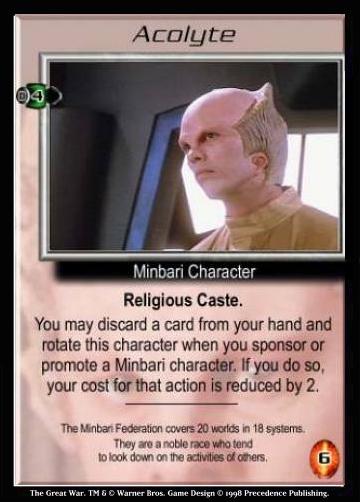 Acolyte
4
Minbari Character
Religious Caste.
You may discard a card from your hand and
rotate this character when you sponsor or
promote a Minbari character. If you do so,
your cost for that action is reduced by 2.
The Minbari Federation covers 20 worlds in 18 systems.
They are a noble race who tend
to look down on the activities of others.
6
The Great War. TM & © Warner Bros. Game Design © 1998 Precedence Publishing.